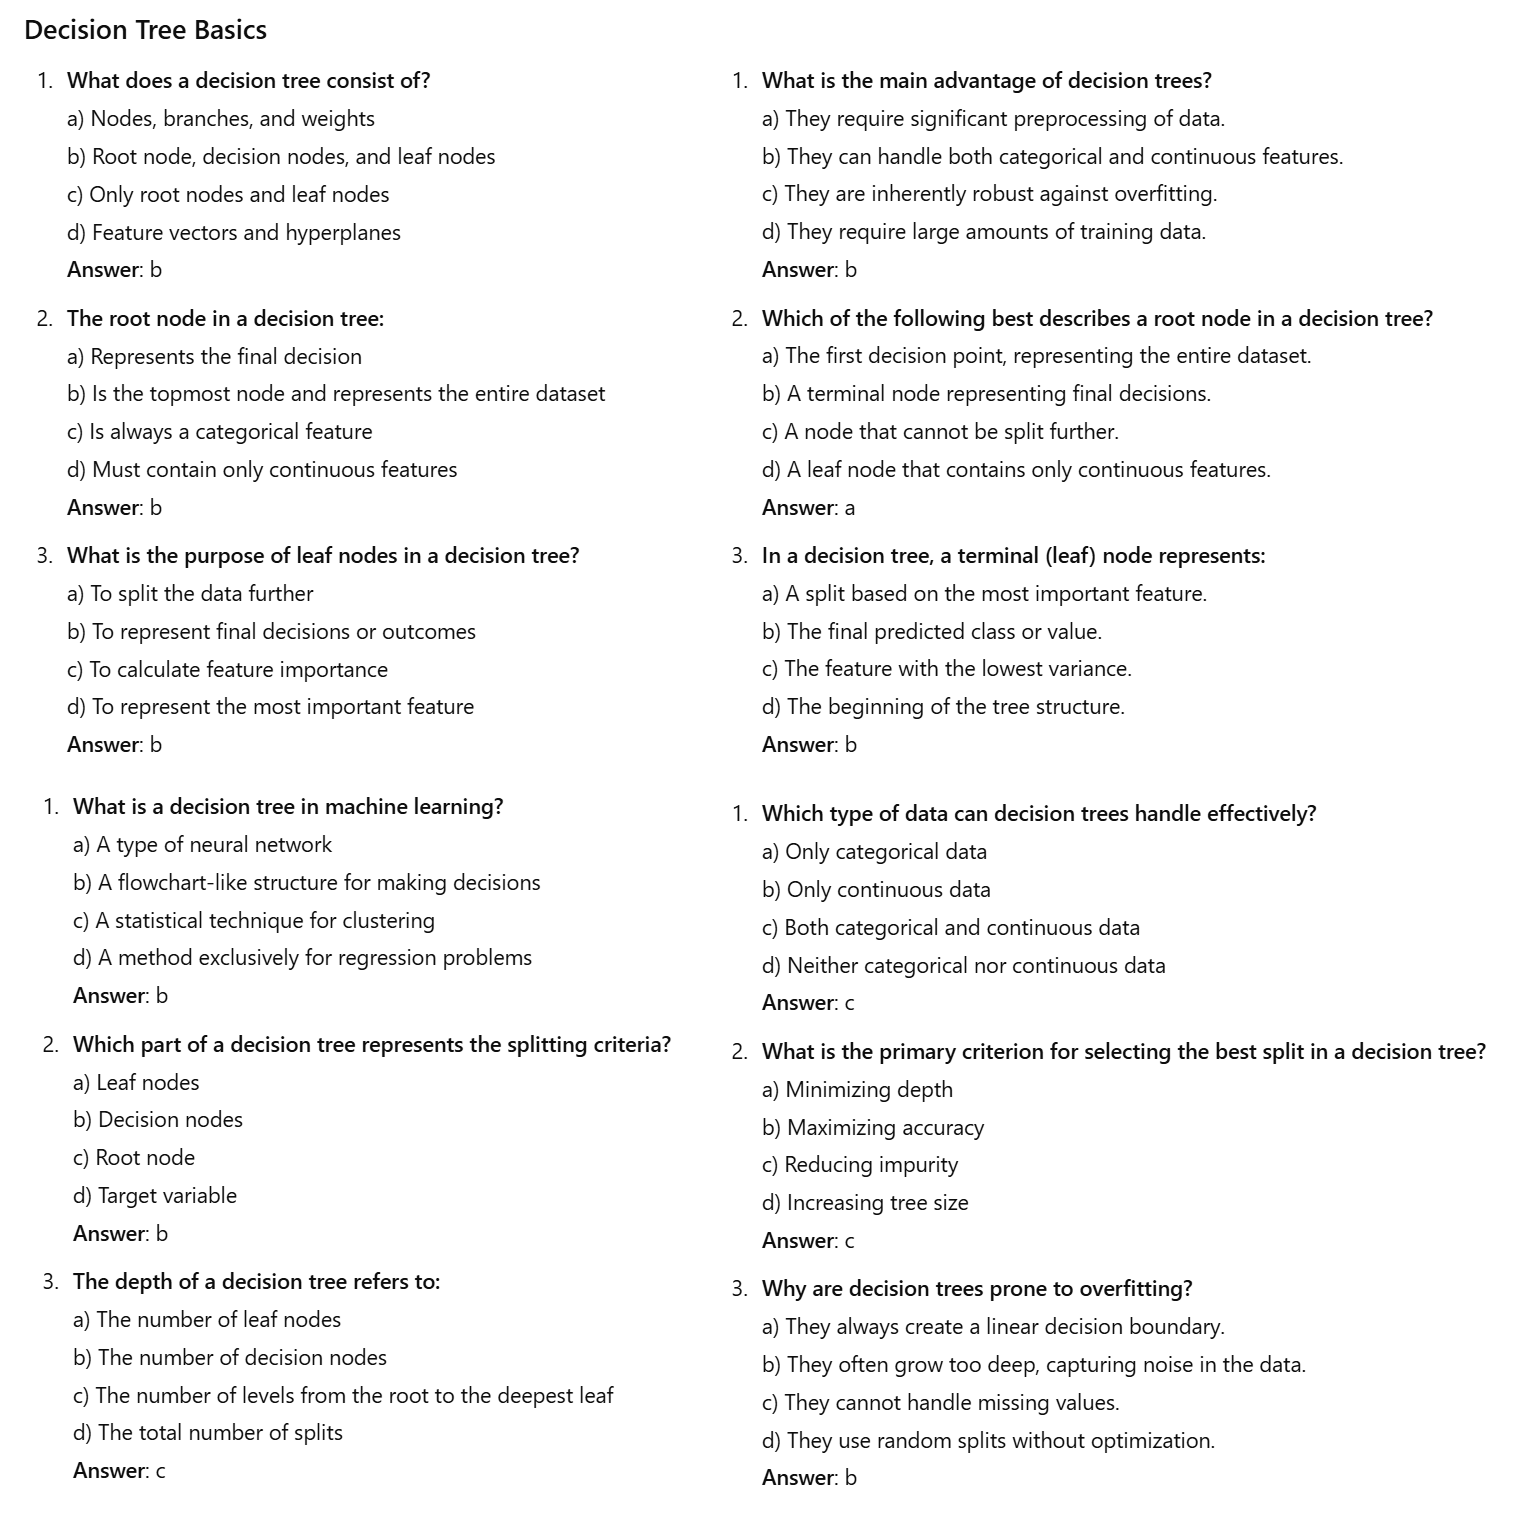 Decision Tree Basics
1. What does a decision tree consist of?
a) Nodes, branches, and weights
b) Root node, decision nodes, and leaf nodes
c) Only root nodes and leaf nodes
d) Feature vectors and hyperplanes
Answer: b
2. The root node in a decision tree:
a) Represents the final decision
b) Is the topmost node and represents the entire dataset
c) Is always a categorical feature
d) Must contain only continuous features
Answer: b
3. What is the purpose of leaf nodes in a decision tree?
a) To split the data further
b) To represent final decisions or outcomes
c) To calculate feature importance
d) To represent the most important feature
Answer: b
1. What is the main advantage of decision trees?
a) They require significant preprocessing of data.
b) They can handle both categorical and continuous features.
c) They are inherently robust against overfitting.
d) They require large amounts of training data.
Answer: b
2. Which of the following best describes a root node in a decision tree?
a) The first decision point, representing the entire dataset.
b) A terminal node representing final decisions.
c) A node that cannot be split further.
d) A leaf node that contains only continuous features.
Answer: a
3. In a decision tree, a terminal (leaf) node represents:
a) A split based on the most important feature.
b) The final predicted class or value.
c) The feature with the lowest variance.
d) The beginning of the tree structure.
Answer: b
1. What is a decision tree in machine learning?
a) A type of neural network
b) A flowchart-like structure for making decisions
c) A statistical technique for clustering
d) A method exclusively for regression problems
Answer: b
2. Which part of a decision tree represents the splitting criteria?
a) Leaf nodes
b) Decision nodes
c) Root node
d) Target variable
Answer: b
3. The depth of a decision tree refers to:
a) The number of leaf nodes
b) The number of decision nodes
c) The number of levels from the root to the deepest leaf
d) The total number of splits
Answer: c
1. Which type of data can decision trees handle effectively?
a) Only categorical data
b) Only continuous data
c) Both categorical and continuous data
d) Neither categorical nor continuous data
Answer: c
2. What is the primary criterion for selecting the best split in a decision tree?
a) Minimizing depth
b) Maximizing accuracy
c) Reducing impurity
d) Increasing tree size
Answer: c
3. Why are decision trees prone to overfitting?
a) They always create a linear decision boundary.
b) They often grow too deep, capturing noise in the data.
c) They cannot handle missing values.
d) They use random splits without optimization.
Answer: b